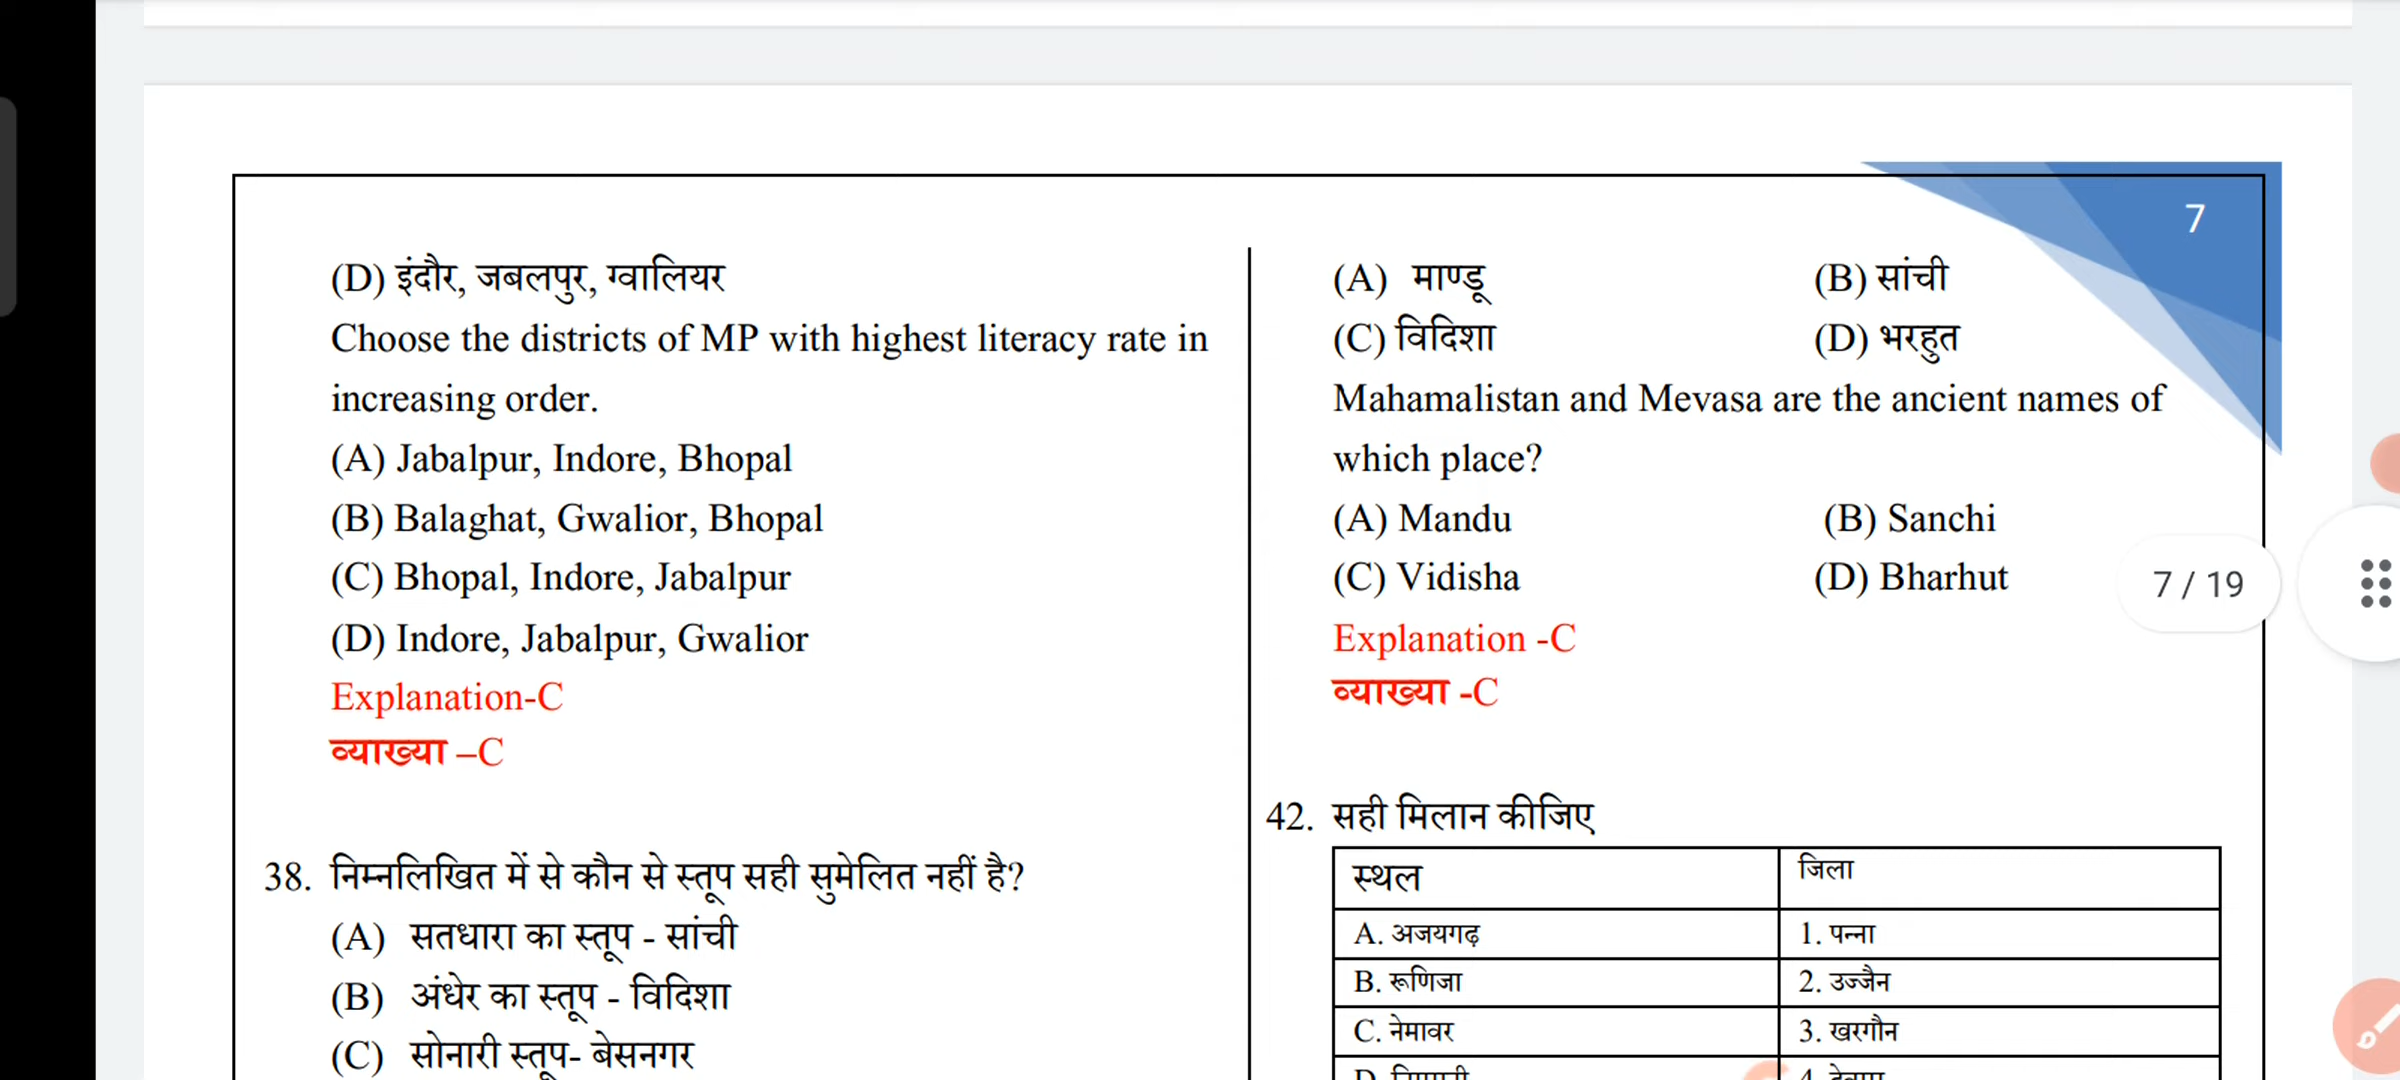 7
(D) इंदौर, जबलपुर, ग्वालियर
Choose the districts of MP with highest literacy rate in
increasing order.
(A) Jabalpur, Indore, Bhopal
(B) Balaghat, Gwalior, Bhopal
(C) Bhopal, Indore, Jabalpur
(D) Indore, Jabalpur, Gwalior
Explanation-C
व्याख्या –C
38. निम्नलिखित में से कौन से स्तूप सही सुमेलित नहीं है?
(A) सतधारा का स्तूप - सांची
(B) अंधेर का स्तूप - विदिशा
(C) सोनारी स्तूप- बेसनगर
(A) माण्डू (B) सांची
(C) विदिशा (D) भरहुत
Mahamalistan and Mevasa are the ancient names of
which place?
(A) Mandu (B) Sanchi
(C) Vidisha (D) Bharhut
Explanation -C
व्याख्या -C
42. सही मिलान कीजिए
स्थल जिला
A. अजयगढ़ 1. पन्ना
B. रूणिजा 2. उज्जैन
C. नेमावर 3. खरगौन
7 / 19